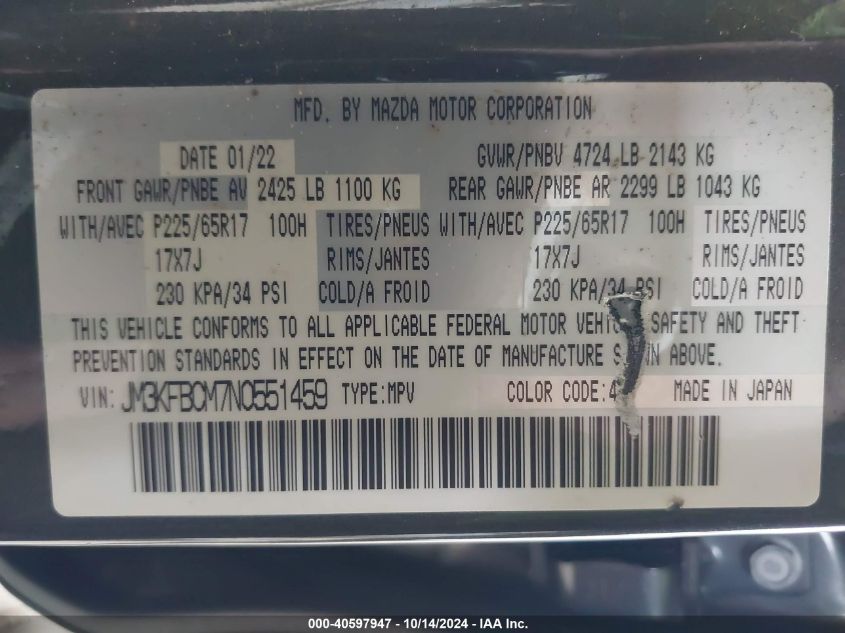 MFD. BY MAZDA MOTOR CORPORATION
DATE 01/22 GVWR/PNBV 4724 LB 2143 KG
FRONT GAWR/PNBE AV 2425 LB 1100 KG REAR GAWR/PNBE AR 2299 LB 1043 KG
WITH/AVEC P225/65R17 100H TIRES/PNEUS WITH/AVEC P225/65R17 100H TIRES/PNEUS
17X7J RIMS/JANTES 17X7J RIMS/JANTES
230 KPA/34 PSI COLD/A FROID 230 KPA/34 PSI COLD/A FROID
THIS VEHICLE CONFORMS TO ALL APPLICABLE FEDERAL MOTOR SAFETY AND THEFT
PREVENTION STANDARDS IN EFFECT ON THE DATE OF MANUFACTURE IN ABOVE.
VIN: JM3KFBCM7N0551459 TYPE:MPV COLOR CODE: MADE IN JAPAN
000-40597947 - 10/14/2024 - IAA Inc.